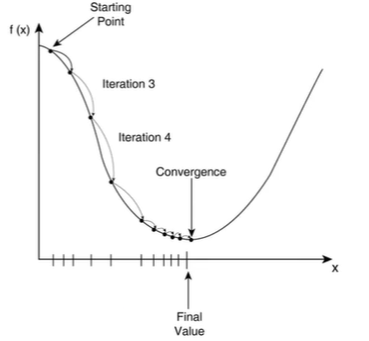 Starting
Point
f (x)
Iteration 3
Iteration 4
Convergence
x
Final
Value